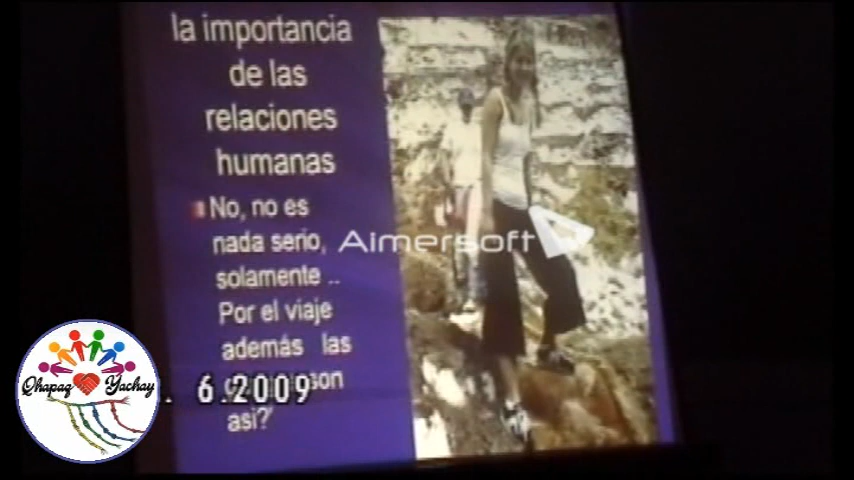 la importancia
de las
relaciones
humanas
No, no es
nada serio,
solamente ..
Por el viaje
además las
son
asi?
Aimersoft
Qhapaq Yachay
6.2009